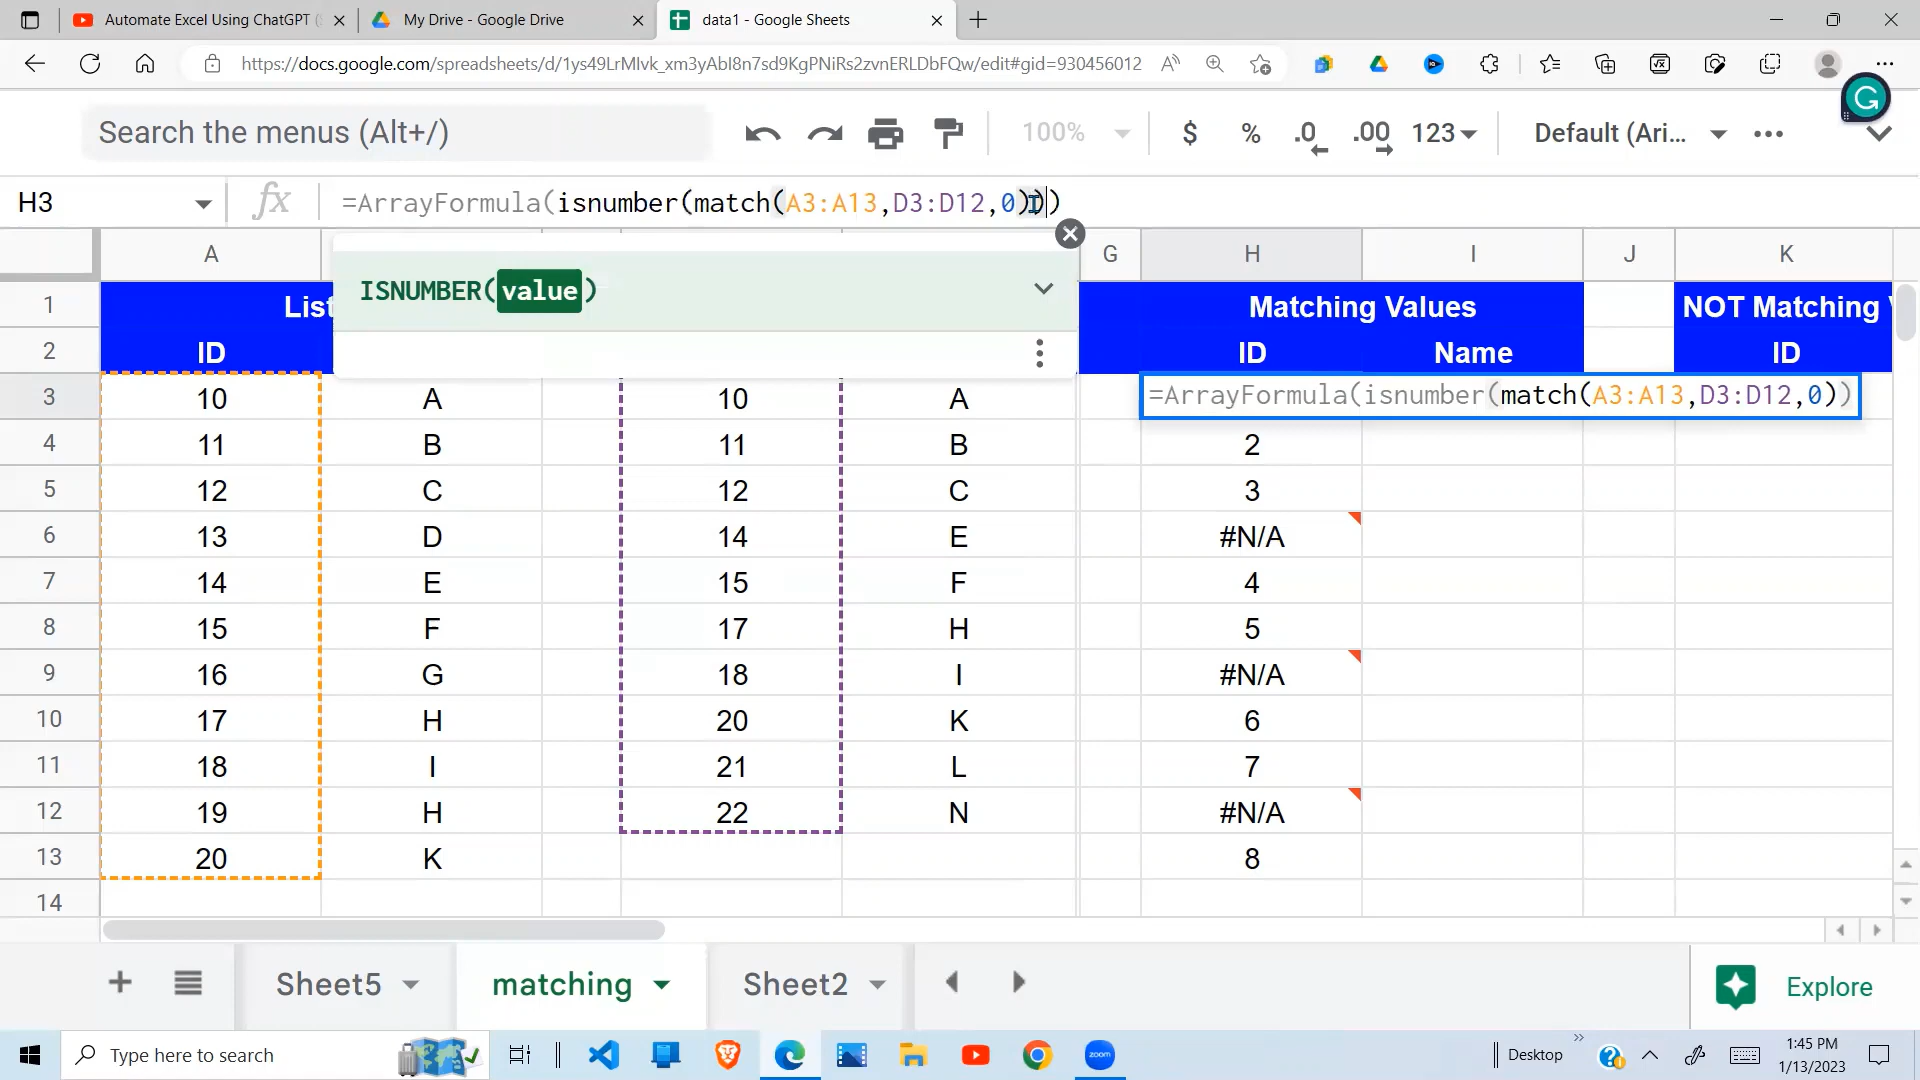 Automate Excel Using ChatGPT (
My Drive - Google Drive
data1 - Google Sheets
https://docs.google.com/spreadsheets/d/1ys49LrMlvk_xm3yAbI8n7sd9KgPNiRs2zvnERLDbFQw/edit#gid=930456012
Search the menus (Alt+/)
100%
$ % .0 .00 123
Default (Ari...
H3
fx
=ArrayFormula(isnumber(match(A3:A13,D3:D12,0)))
ISNUMBER(value)
A G H I J K
1 List Matching Values NOT Matching V
2 ID ID Name ID
3 10 A 10 A =ArrayFormula(isnumber(match(A3:A13,D3:D12,0))
4 11 B 11 B 2
5 12 C 12 C 3
6 13 D 14 E #N/A
7 14 E 15 F 4
8 15 F 17 H 5
9 16 G 18 I #N/A
10 17 H 20 K 6
11 18 I 21 L 7
12 19 H 22 N #N/A
13 20 K 8
14
Sheet5
matching
Sheet2
Explore
Type here to search
zoom
Desktop
1:45 PM
1/13/2023